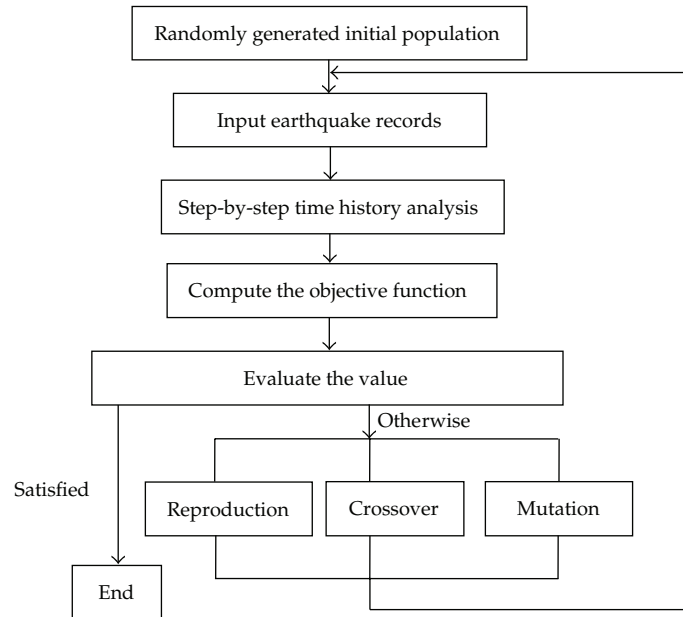 Randomly generated initial population
Input earthquake records
Step-by-step time history analysis
Compute the objective function
Evaluate the value
Otherwise
Satisfied
Reproduction
Crossover
Mutation
End